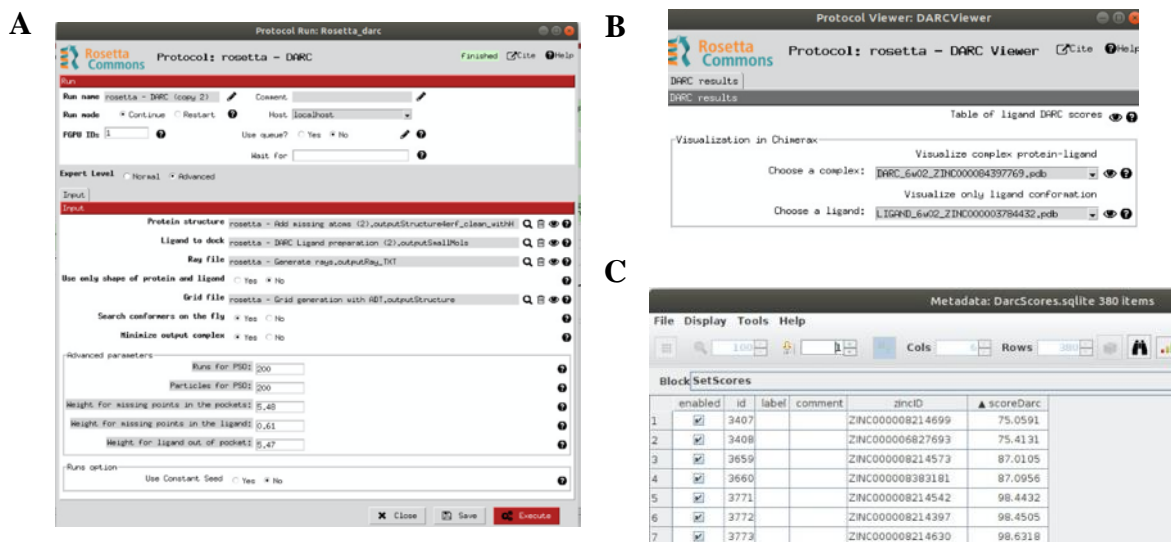 A
Protocol Run: Rosetta_darc
Rosetta Commons Protocol: rosetta - DARC finished Cite Help
Run
Run name rosetta - DARC (copy 2) Comment
Run mode Continue Restart Host localhost
FGPU IDs 1 Use queue? Yes No
Wait for
Expert Level Normal Advanced
Input
Input
Protein structure rosetta - Add missing atoms (2).outputStructure4erf_clean_withH
Ligand to dock rosetta - DARC Ligand preparation (2).outputSmallMols
Ray file rosetta - Generate rays.outputRay_TXT
Use only shape of protein and ligand Yes No
Grid file rosetta - Grid generation with ADT.outputStructure
Search conformers on the fly Yes No
Minimize output complex Yes No
Advanced parameters
Runs for PSO: 200
Particles for PSO: 200
Weight for missing points in the pockets: 5,48
Weight for missing points in the ligand: 0,61
Weight for ligand out of pocket: 5,47
Runs option
Use Constant Seed Yes No
Close Save Execute
B
Protocol Viewer: DARCViewer
Rosetta Commons Protocol: rosetta - DARC Viewer Cite Help
DARC results
DARC results
Table of ligand DARC scores
Visualization in Chimerax
Visualize complex protein-ligand
Choose a complex: DARC_6w02_ZINC000084397769.pdb
Visualize only ligand conformation
Choose a ligand: LIGAND_6w02_ZINC000003784432.pdb
C
Metadata: DarcScores.sqlite 380 items
File Display Tools Help
100 1 Cols 6 Rows 380
Block SetScores
enabled id label comment zincID ▲ scoreDarc
1 3407 ZINC000008214699 75.0591
2 3408 ZINC000006827693 75.4131
3 3659 ZINC000008214573 87.0105
4 3660 ZINC000008383181 87.0956
5 3771 ZINC000008214542 98.4432
6 3772 ZINC000008214397 98.4505
7 3773 ZINC000008214630 98.6318